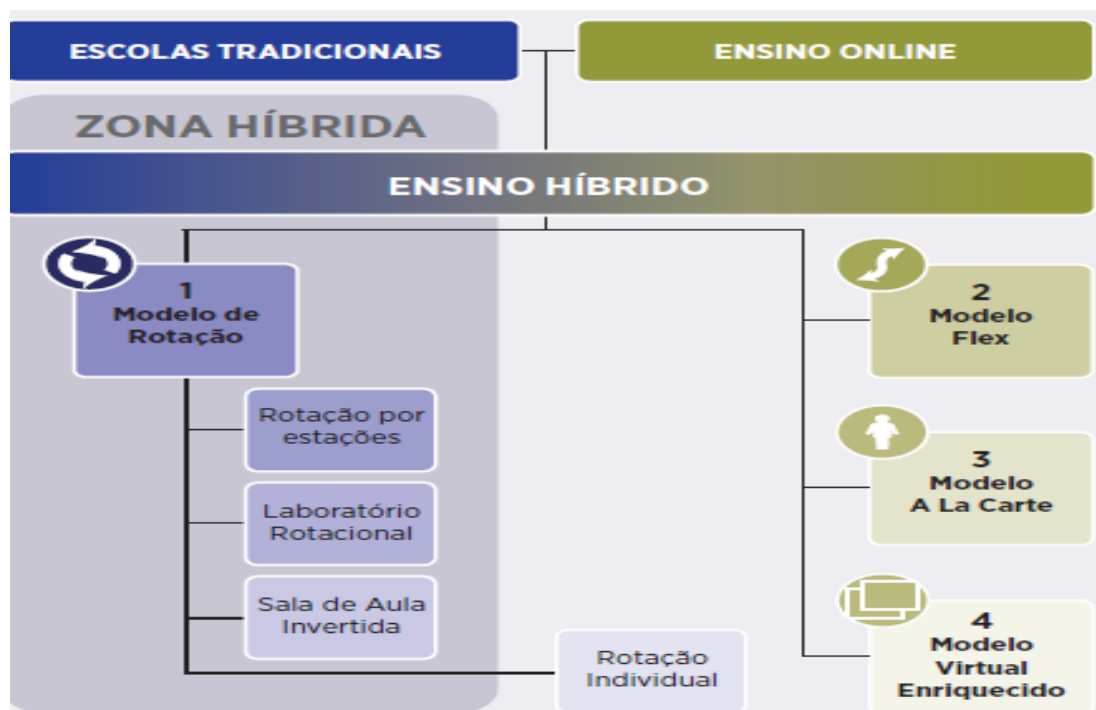 ESCOLAS TRADICIONAIS
ENSINO ONLINE
ZONA HÍBRIDA
ENSINO HÍBRIDO
1
Modelo de
Rotação
Rotação por
estações
Laboratório
Rotacional
Sala de Aula
Invertida
Rotação
Individual
2
Modelo
Flex
3
Modelo
A La Carte
4
Modelo
Virtual
Enriquecido